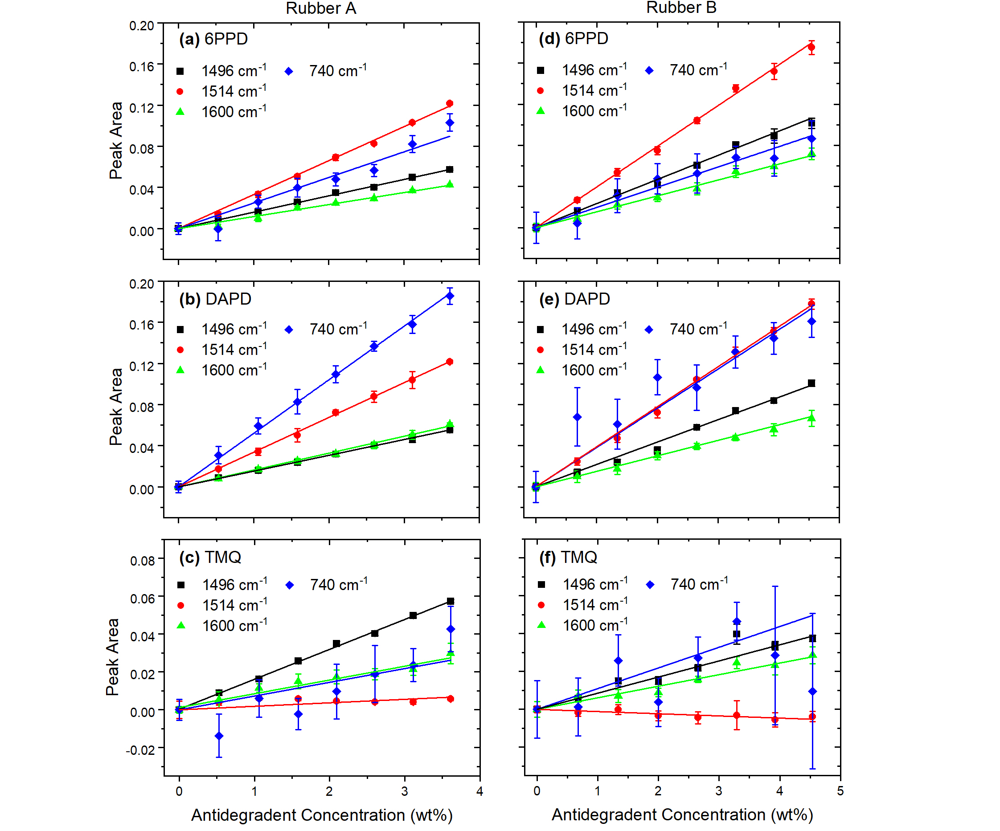 Rubber A
Rubber B
(a) 6PPD
1496 cm-1
740 cm-1
1514 cm-1
1600 cm-1
0.20
0.16
0.12
0.08
0.04
0.00
Peak Area
(d) 6PPD
1496 cm-1
740 cm-1
1514 cm-1
1600 cm-1
(b) DAPD
1496 cm-1
740 cm-1
1514 cm-1
1600 cm-1
0.20
0.16
0.12
0.08
0.04
0.00
Peak Area
(e) DAPD
1496 cm-1
740 cm-1
1514 cm-1
1600 cm-1
(c) TMQ
1496 cm-1
740 cm-1
1514 cm-1
1600 cm-1
0.08
0.06
0.04
0.02
0.00
-0.02
Peak Area
0 1 2 3 4
Antidegradent Concentration (wt%)
(f) TMQ
1496 cm-1
740 cm-1
1514 cm-1
1600 cm-1
0 1 2 3 4 5
Antidegradent Concentration (wt%)